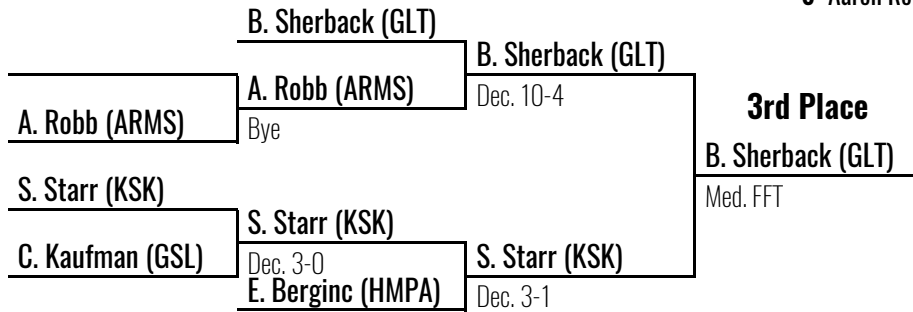 B. Sherback (GLT)
B. Sherback (GLT)
A. Robb (ARMS)
Dec. 10-4
3rd Place
A. Robb (ARMS)
Bye
B. Sherback (GLT)
S. Starr (KSK)
Med. FFT
S. Starr (KSK)
C. Kaufman (GSL)
Dec. 3-0
S. Starr (KSK)
E. Berginc (HMPA)
Dec. 3-1